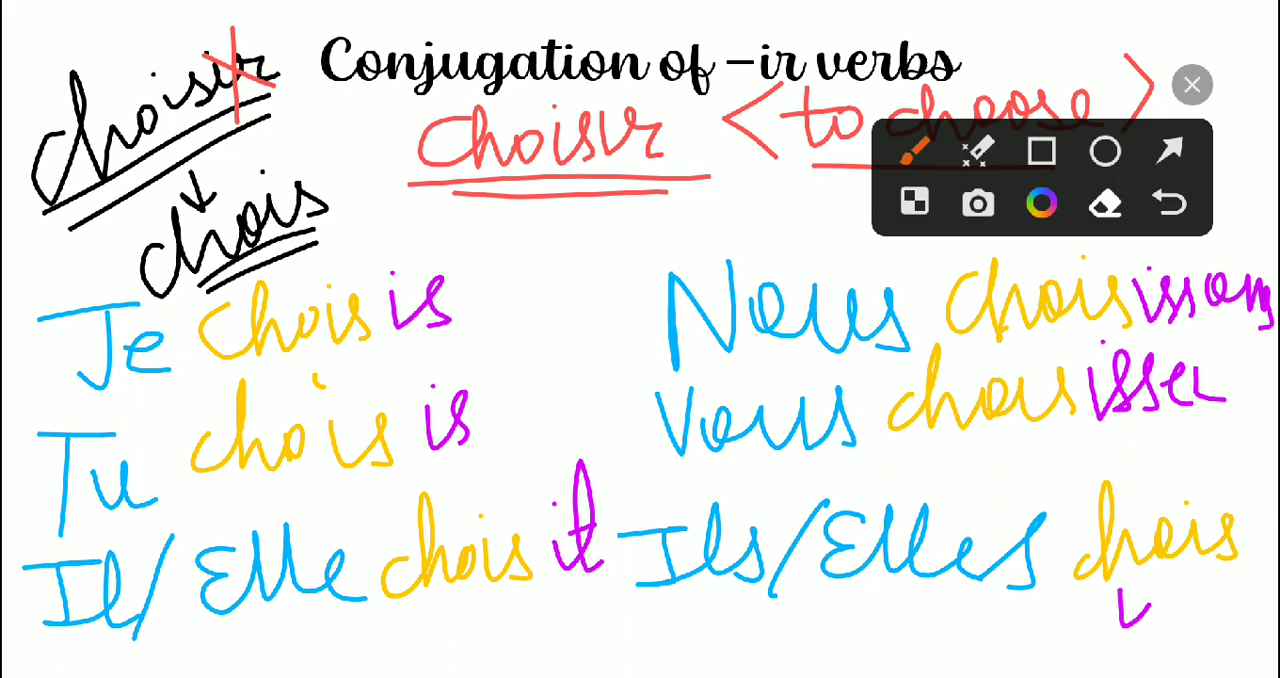 Conjugation of -ir verbs
choisir
choisir <to choose>
chois
Je choisis
Nous choisissons
Tu choisis
Vous choisissez
Il/Elle choisit
Ils/Elles chois